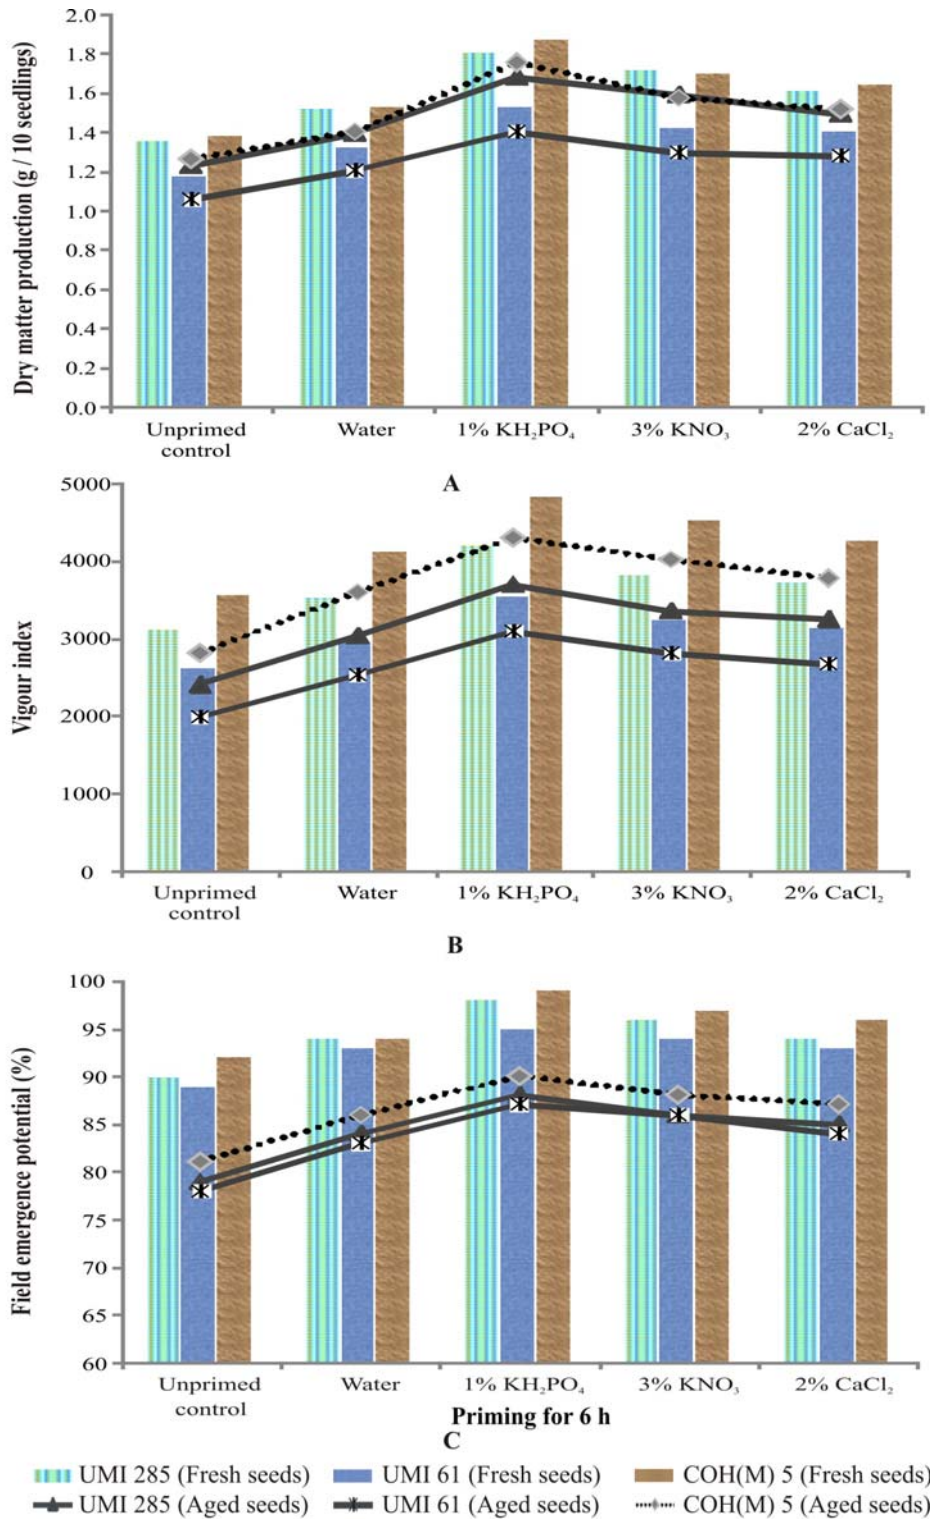 Dry matter production (g / 10 seedlings)
2.0
1.8
1.6
1.4
1.2
1.0
0.8
0.6
0.4
0.2
0.0
Unprimed control
Water
1% KH₂PO₄
3% KNO₃
2% CaCl₂
A
Vigour index
5000
4000
3000
2000
1000
0
Unprimed control
Water
1% KH₂PO₄
3% KNO₃
2% CaCl₂
B
Field emergence potential (%)
100
95
90
85
80
75
70
65
60
Unprimed control
Water
1% KH₂PO₄
3% KNO₃
2% CaCl₂
Priming for 6 h
C
UMI 285 (Fresh seeds)
UMI 61 (Fresh seeds)
COH(M) 5 (Fresh seeds)
UMI 285 (Aged seeds)
UMI 61 (Aged seeds)
COH(M) 5 (Aged seeds)